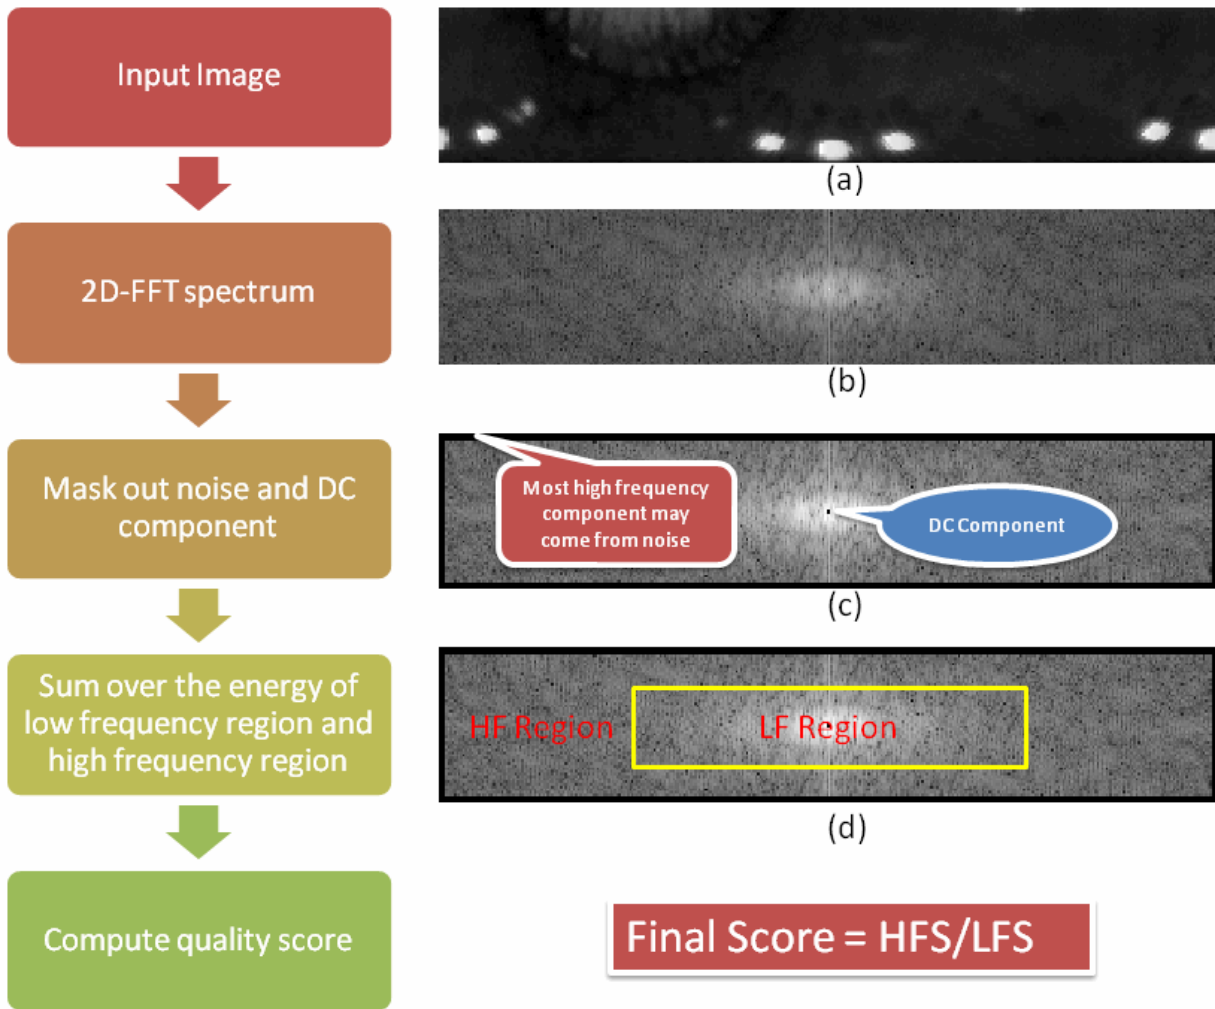 Input Image
(a)
2D-FFT spectrum
(b)
Mask out noise and DC
component
Most high frequency
component may
come from noise
DC Component
(c)
Sum over the energy of
low frequency region and
high frequency region
HF Region
LF Region
(d)
Compute quality score
Final Score = HFS/LFS